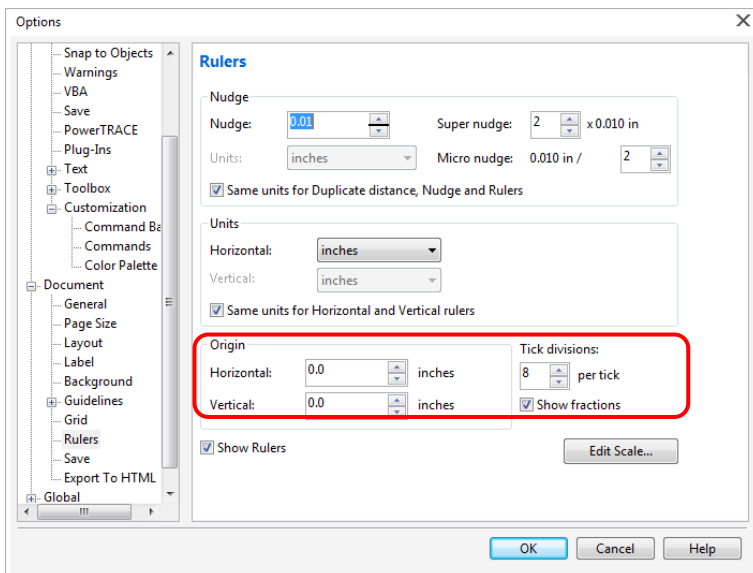 Options
Snap to Objects
Warnings
VBA
Save
PowerTRACE
Plug-Ins
Text
Toolbox
Customization
Command Ba
Commands
Color Palette
Document
General
Page Size
Layout
Label
Background
Guidelines
Grid
Rulers
Save
Export To HTML
Global
Rulers
Nudge
Nudge: 0.01 Super nudge: 2 x 0.010 in
Units: inches Micro nudge: 0.010 in / 2
Same units for Duplicate distance, Nudge and Rulers
Units
Horizontal: inches
Vertical: inches
Same units for Horizontal and Vertical rulers
Origin
Horizontal: 0.0 inches
Vertical: 0.0 inches
Tick divisions:
8 per tick
Show fractions
Show Rulers
Edit Scale...
OK Cancel Help